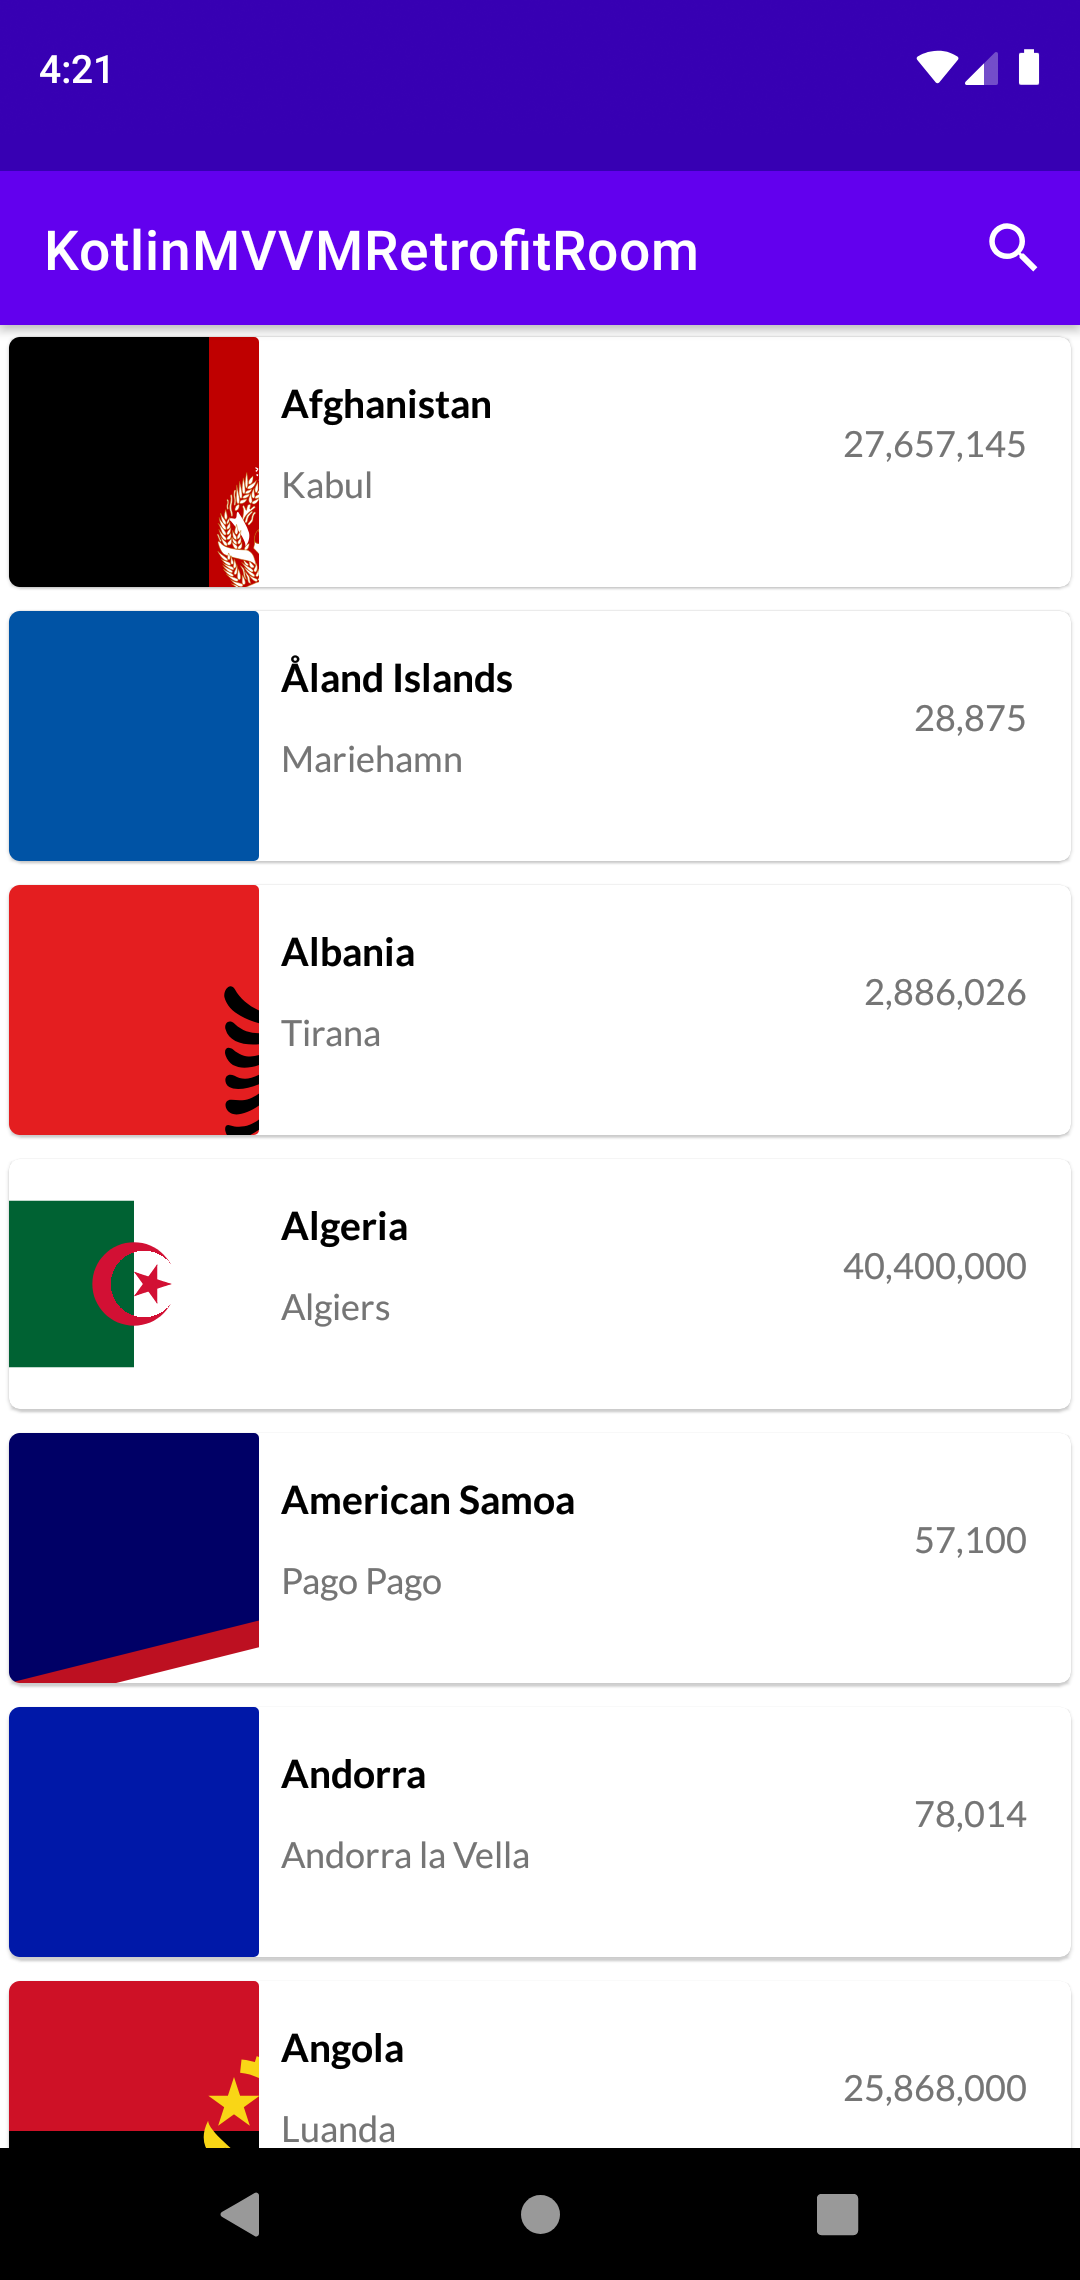 4:21
KotlinMVVMRetrofitRoom
Afghanistan
27,657,145
Kabul
Åland Islands
28,875
Mariehamn
Albania
2,886,026
Tirana
Algeria
40,400,000
Algiers
American Samoa
57,100
Pago Pago
Andorra
78,014
Andorra la Vella
Angola
25,868,000
Luanda